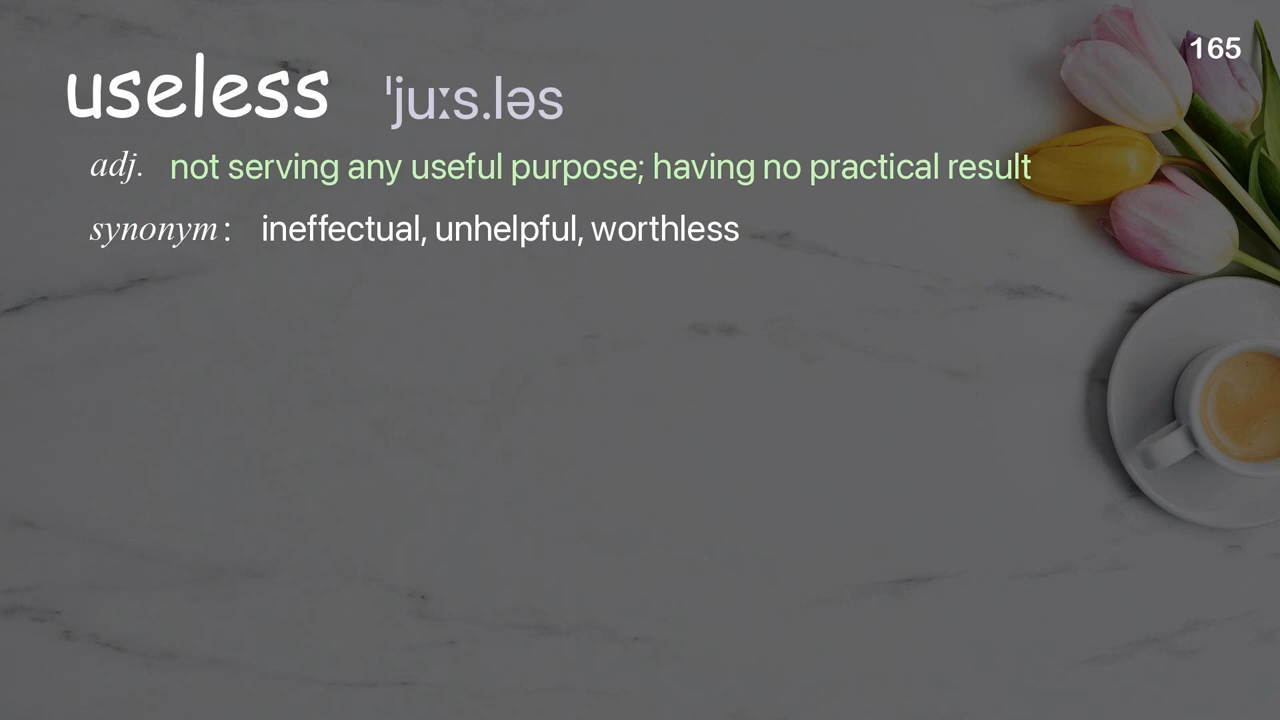 165
useless ˈjuːs.ləs
adj. not serving any useful purpose; having no practical result
synonym: ineffectual, unhelpful, worthless